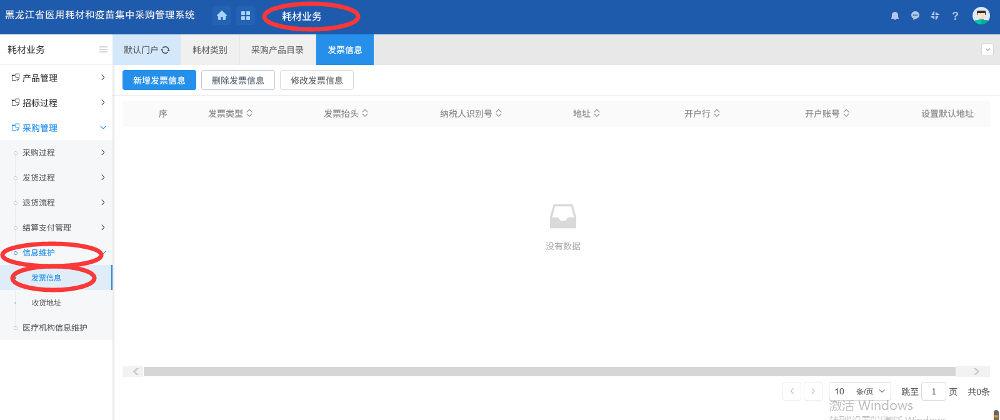 黑龙江省医用耗材和疫苗集中采购管理系统
耗材业务
耗材业务
默认门户
耗材类别
采购产品目录
发票信息
产品管理
招标过程
采购管理
采购过程
发货过程
退货流程
结算支付管理
信息维护
发票信息
收货地址
医疗机构信息维护
新增发票信息
删除发票信息
修改发票信息
序 发票类型 发票抬头 纳税人识别号 地址 开户行 开户账号 设置默认地址
没有数据
10 条/页 跳至 1 页 共0条
激活 Windows
转到"设置"以激活 Windows